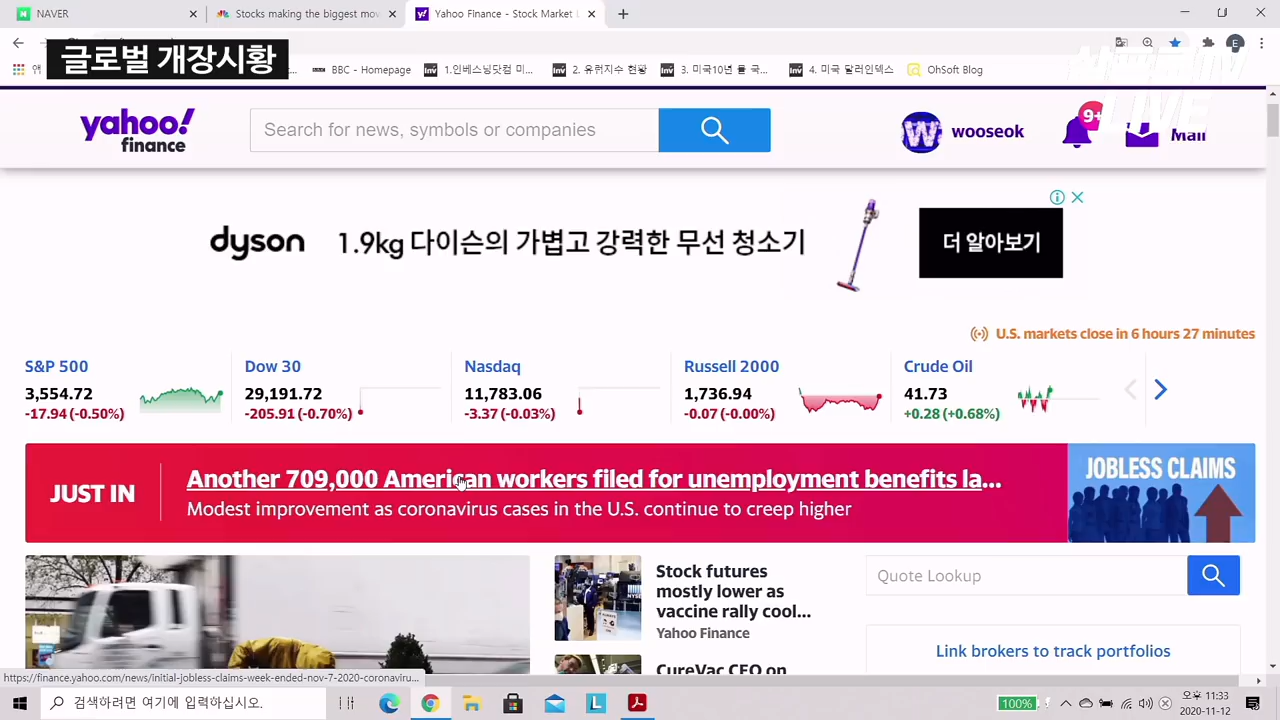 NAVER
Stocks making the biggest mov
Yahoo Finance - Stock Market L
글로벌 개장시황
BBC - Homepage
1.인베스팅닷컴 미...
2. 유럽지수 현황
3. 미국10년 물 국...
4. 미국 달러인덱스
OhSoft Blog
yahoo!
finance
Search for news, symbols or companies
wooseok
9+
Mail
LIVE
dyson 1.9kg 다이슨의 가볍고 강력한 무선 청소기
더 알아보기
U.S. markets close in 6 hours 27 minutes
S&P 500
3,554.72
-17.94 (-0.50%)
Dow 30
29,191.72
-205.91 (-0.70%)
Nasdaq
11,783.06
-3.37 (-0.03%)
Russell 2000
1,736.94
-0.07 (-0.00%)
Crude Oil
41.73
+0.28 (+0.68%)
JUST IN
Another 709,000 American workers filed for unemployment benefits la...
Modest improvement as coronavirus cases in the U.S. continue to creep higher
JOBLESS CLAIMS
Stock futures
mostly lower as
vaccine rally cool...
Yahoo Finance
CureVac CEO on
Quote Lookup
Link brokers to track portfolios
https://finance.yahoo.com/news/initial-jobless-claims-week-ended-nov-7-2020-coronaviru...
검색하려면 여기에 입력하십시오.
100%
오후 11:33
2020-11-12